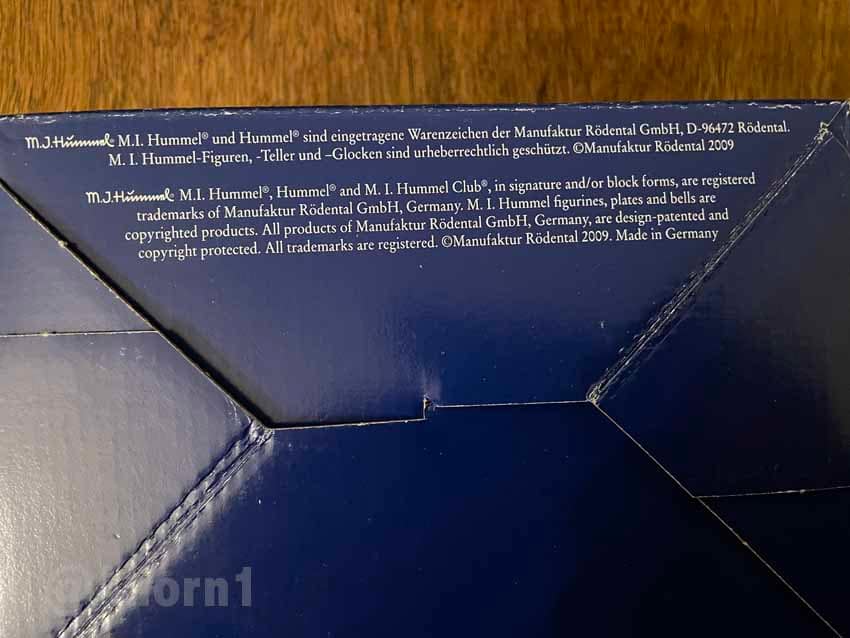 M.J.Hummel M.I. Hummel® und Hummel® sind eingetragene Warenzeichen der Manufaktur Rödental GmbH, D-96472 Rödental.
M. I. Hummel-Figuren, -Teller und –Glocken sind urheberrechtlich geschützt. ©Manufaktur Rödental 2009
M.J.Hummel M.I. Hummel®, Hummel® and M. I. Hummel Club®, in signature and/or block forms, are registered
trademarks of Manufaktur Rödental GmbH, Germany. M. I. Hummel figurines, plates and bells are
copyrighted products. All products of Manufaktur Rödental GmbH, Germany, are design-patented and
copyright protected. All trademarks are registered. ©Manufaktur Rödental 2009. Made in Germany